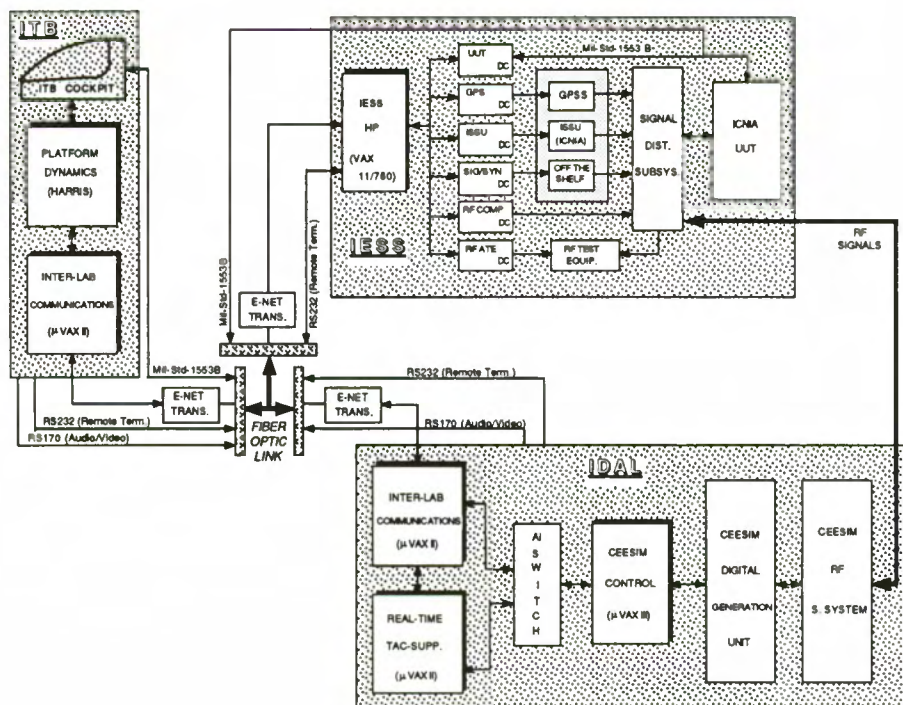 ITB
ITB COCKPIT
PLATFORM
DYNAMICS
(HARRIS)
INTER-LAB
COMMUNICATIONS
(μ VAX II)
Mil-Std-1553B
E-NET
TRANS.
RS232 (Remote Term.)
RS170 (Audio/Video)
Mil-Std-1553B
E-NET
TRANS.
RS232 (Remote Term.)
FIBER
OPTIC
LINK
IESS
HP
(VAX
11/780)
IESS
UUT
DC
GPS
DC
ISSU
DC
SIG/SYN
DC
RF COMP
DC
RF ATE
DC
Mil-Std-1553 B
GPSS
ISSU
(ICNIA)
OFF THE
SHELF
RF TEST
EQUIP.
SIGNAL
DIST.
SUBSYS.
ICNIA
UUT
RF
SIGNALS
RS232 (Remote Term.)
E-NET
TRANS.
RS170 (Audio/Video)
IDAL
INTER-LAB
COMMUNICATIONS
(μ VAX II)
REAL-TIME
TAC-SUPP.
(μ VAX II)
AI
S
W
I
T
C
H
CEESIM
CONTROL
(μ VAX III)
CEESIM
DIGITAL
GENERATION
UNIT
CEESIM
RF
S. SYSTEM